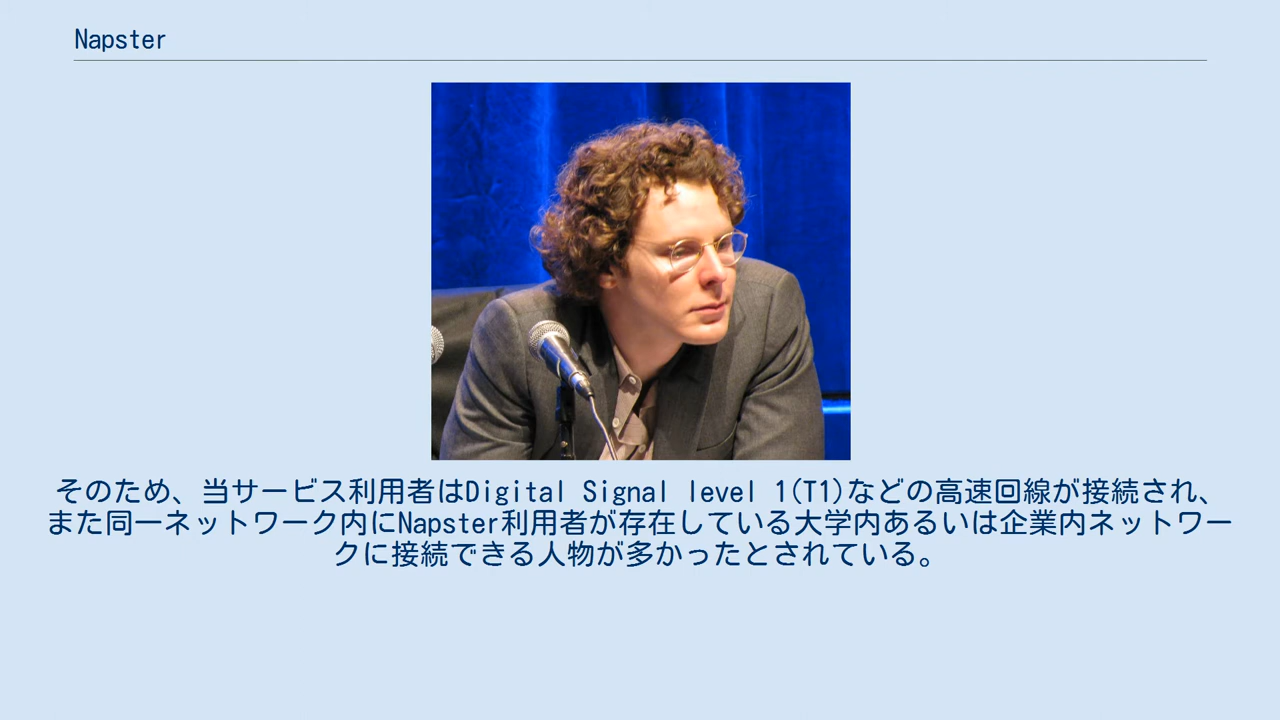 Napster
そのため、当サービス利用者はDigital Signal level 1(T1)などの高速回線が接続され、
また同一ネットワーク内にNapster利用者が存在している大学内あるいは企業内ネットワー
クに接続できる人物が多かったとされている。